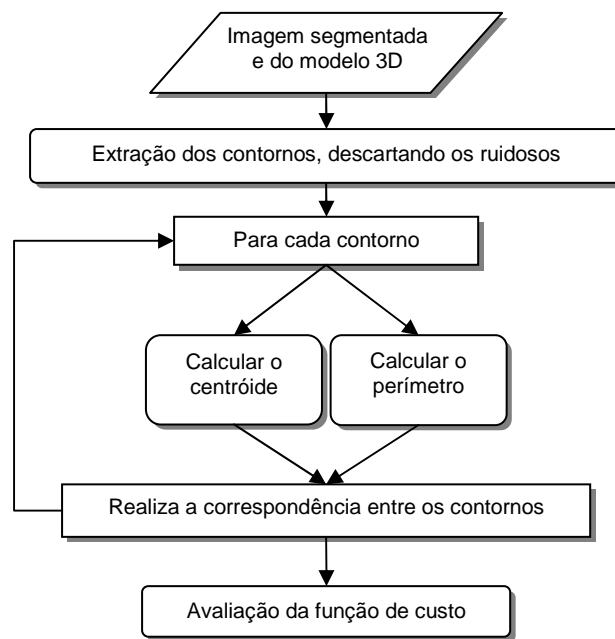 Imagem segmentada
e do modelo 3D
Extração dos contornos, descartando os ruidosos
Para cada contorno
Calcular o
centróide
Calcular o
perímetro
Realiza a correspondência entre os contornos
Avaliação da função de custo